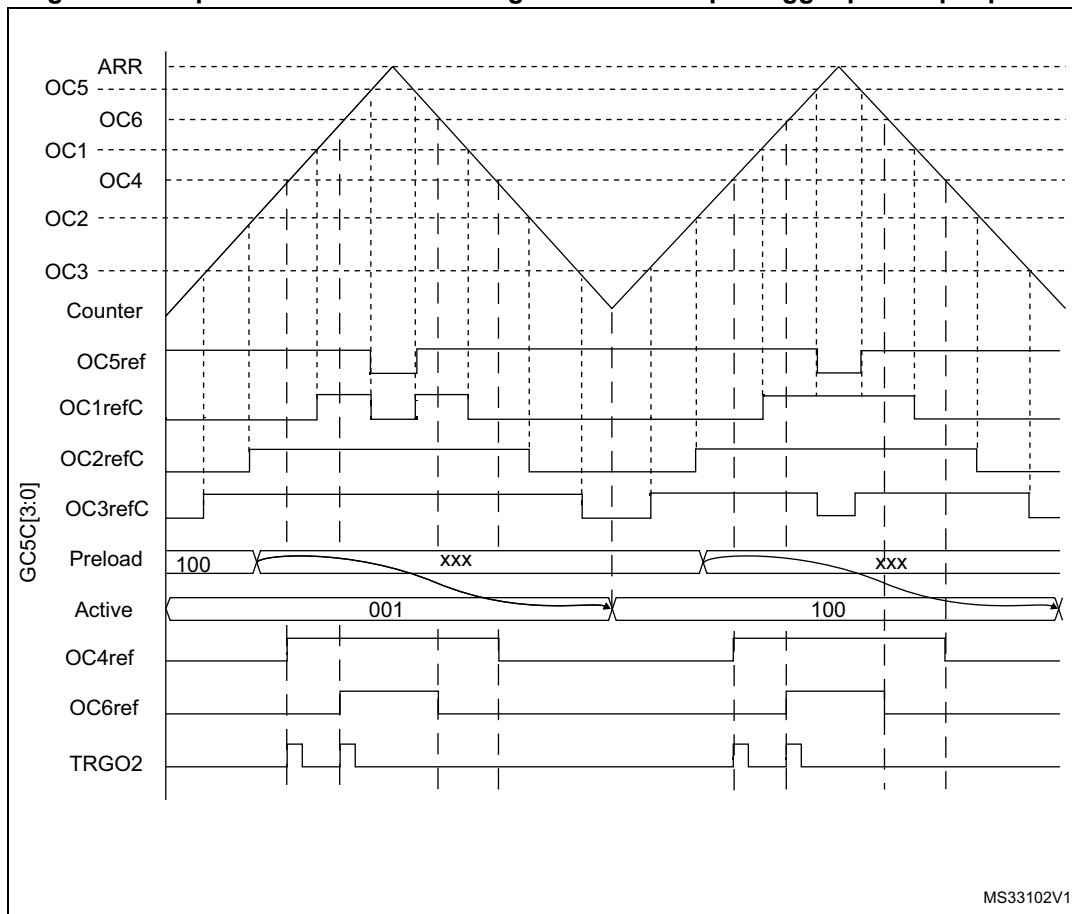 ARR
OC5
OC6
OC1
OC4
OC2
OC3
Counter
OC5ref
OC1refC
OC2refC
OC3refC
GC5C[3:0]
Preload 100 xxx xxx
Active 001 100
OC4ref
OC6ref
TRGO2
MS33102V1